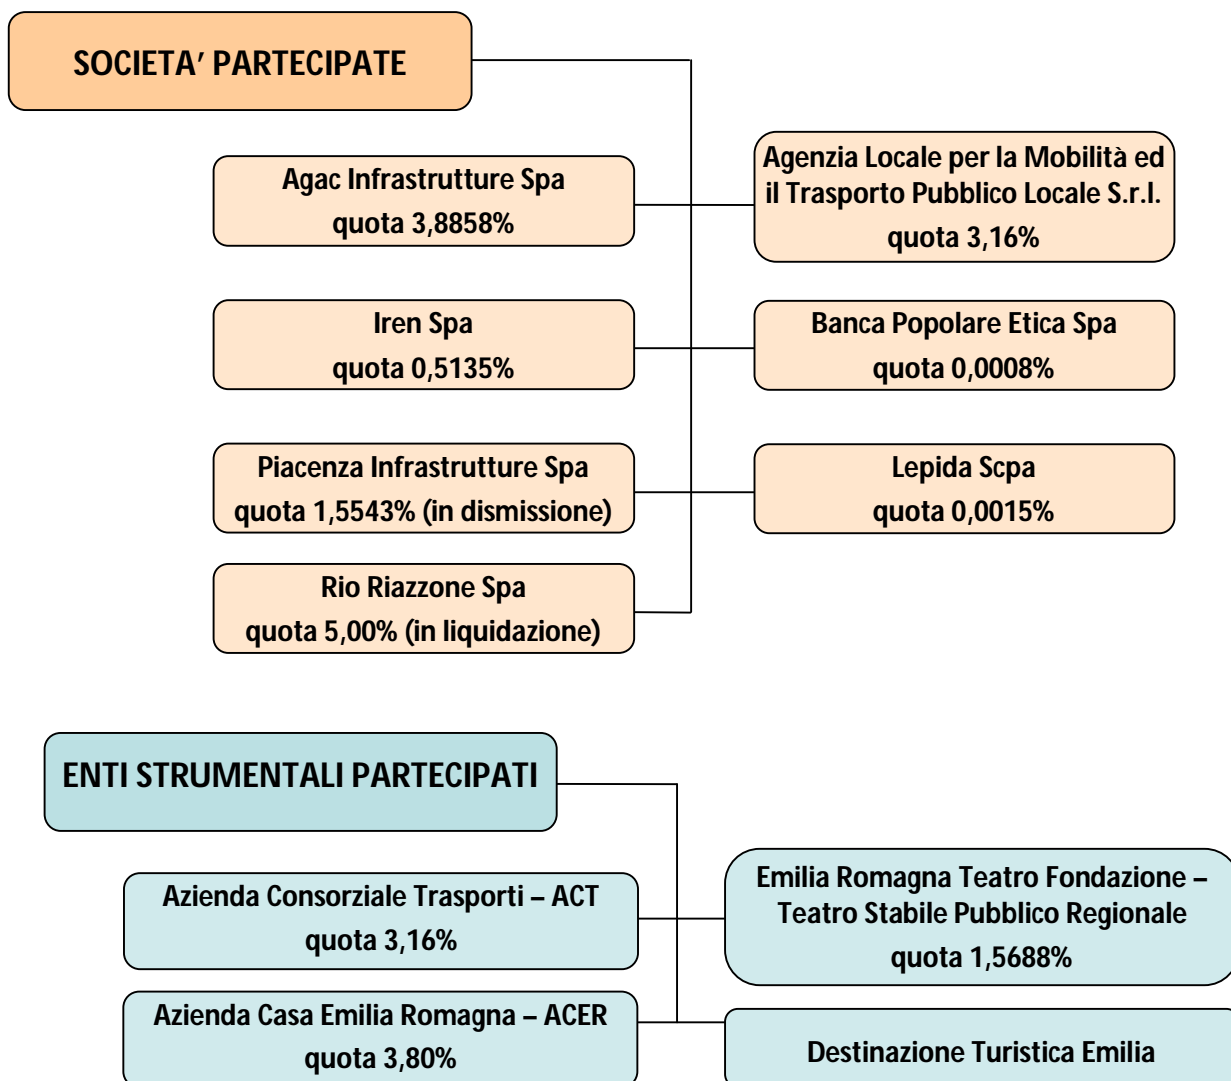 SOCIETA’ PARTECIPATE
Agac Infrastrutture Spa
quota 3,8858%
Agenzia Locale per la Mobilità ed
il Trasporto Pubblico Locale S.r.l.
quota 3,16%
Iren Spa
quota 0,5135%
Banca Popolare Etica Spa
quota 0,0008%
Piacenza Infrastrutture Spa
quota 1,5543% (in dismissione)
Lepida Scpa
quota 0,0015%
Rio Riazzone Spa
quota 5,00% (in liquidazione)
ENTI STRUMENTALI PARTECIPATI
Azienda Consorziale Trasporti – ACT
quota 3,16%
Emilia Romagna Teatro Fondazione –
Teatro Stabile Pubblico Regionale
quota 1,5688%
Azienda Casa Emilia Romagna – ACER
quota 3,80%
Destinazione Turistica Emilia